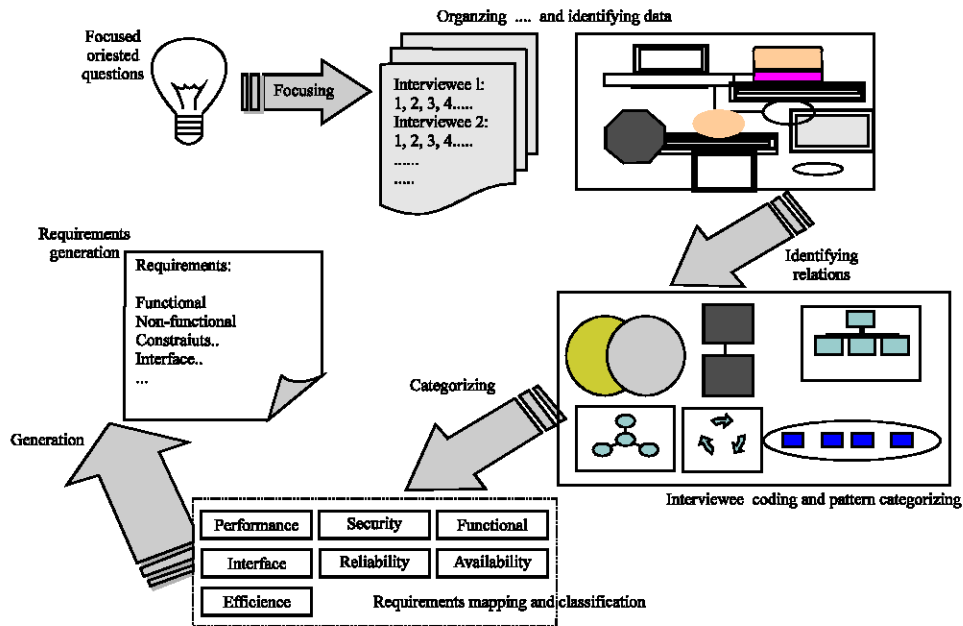 Organzing .... and identifying data
Focused
oriested
questions
Focusing
Interviewee 1:
1, 2, 3, 4.....
Interviewee 2:
1, 2, 3, 4.....
......
.....
Identifying
relations
Requirements
generation
Requirements:
Functional
Non-functional
Constraiuts..
Interface..
...
Categorizing
Interviewee coding and pattern categorizing
Generation
Performance
Security
Functional
Interface
Reliability
Availability
Efficience
Requirements mapping and classification